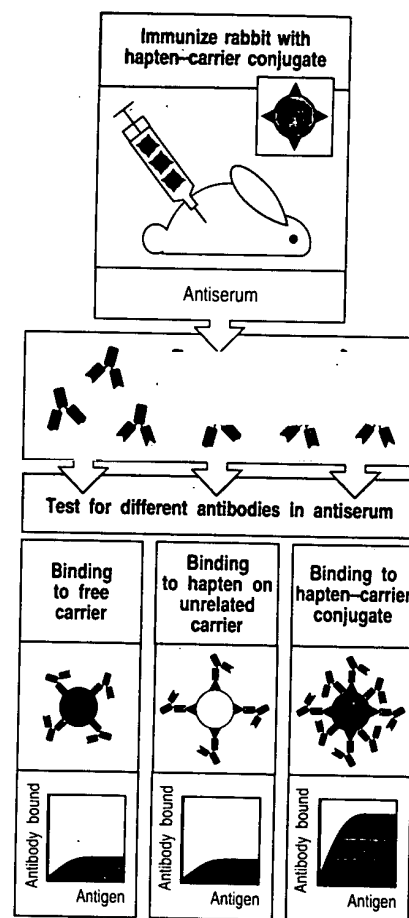 Immunize rabbit with
hapten–carrier conjugate
Antiserum
Test for different antibodies in antiserum
Binding
to free
carrier
Binding
to hapten on
unrelated
carrier
Binding to
hapten–carrier
conjugate
Antibody bound
Antigen
Antibody bound
Antigen
Antibody bound
Antigen